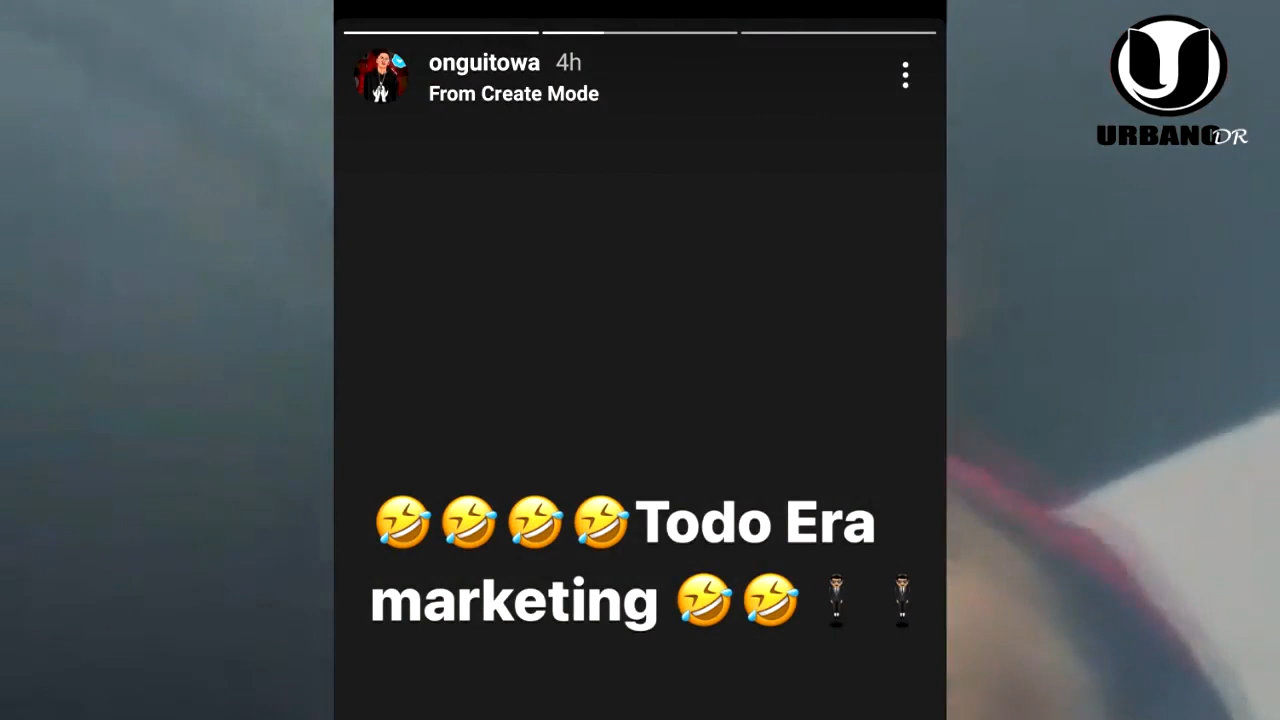 onguitowa 4h
From Create Mode
URBANO DR
🤣🤣🤣🤣Todo Era
marketing 🤣🤣🕴🏽🕴🏽